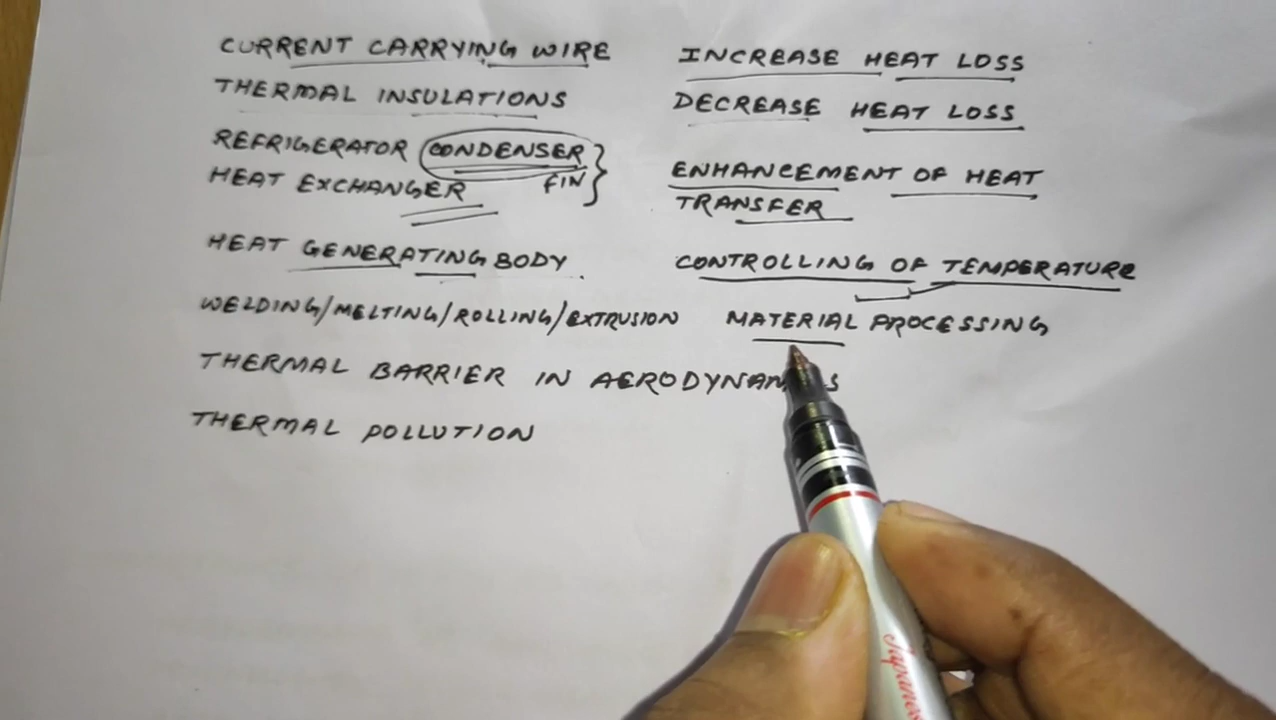 CURRENT CARRYING WIRE INCREASE HEAT LOSS
THERMAL INSULATIONS DECREASE HEAT LOSS
REFRIGERATOR CONDENSER
HEAT EXCHANGER FIN
ENHANCEMENT OF HEAT
TRANSFER
HEAT GENERATING BODY CONTROLLING OF TEMPERATURE
WELDING/MELTING/ROLLING/EXTRUSION MATERIAL PROCESSING
THERMAL BARRIER IN
THERMAL POLLUTION